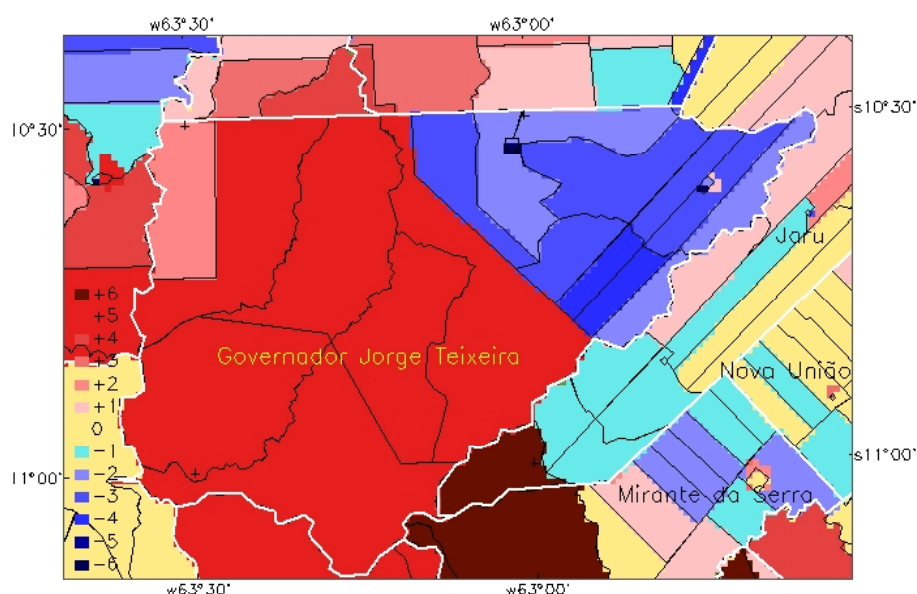 w63°30' w63°00'
10°30' s10°30'
Jaru
+6
+5
+4
+3
Governador Jorge Teixeira
+2
Nova União
+1
0
-1
-2
11°00' s11°00'
-3
Mirante da Serra
-4
-5
-6
w63°30' w63°00'